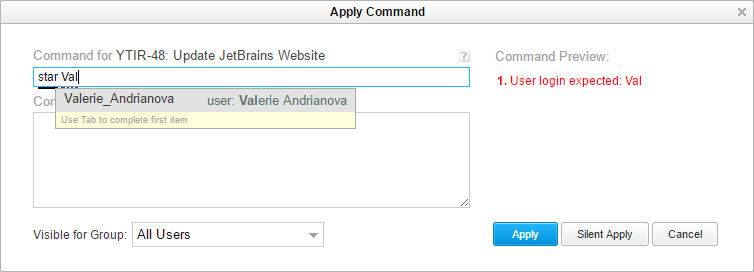 Apply Command
Command for YTIR-48: Update JetBrains Website
?
Command Preview:
star Val
1. User login expected: Val
Co
Valerie_Andrianova user: Valerie Andrianova
Use Tab to complete first item
Visible for Group: All Users
Apply Silent Apply Cancel